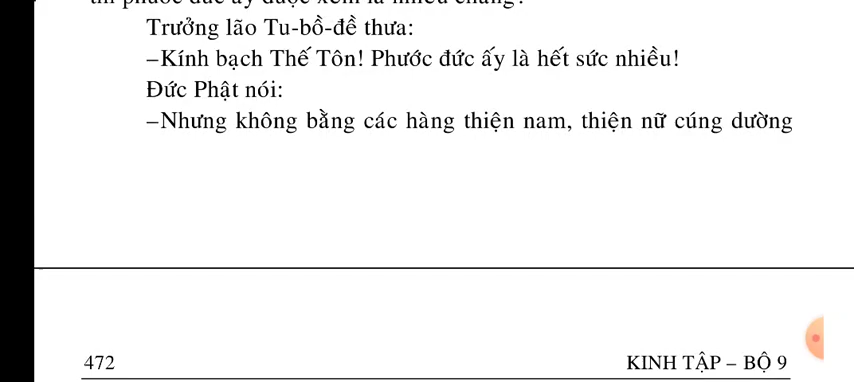 Trưởng lão Tu-bồ-đề thưa:
–Kính bạch Thế Tôn! Phước đức ấy là hết sức nhiều!
Đức Phật nói:
–Nhưng không bằng các hàng thiện nam, thiện nữ cúng dường
472 KINH TẬP – BỘ 9